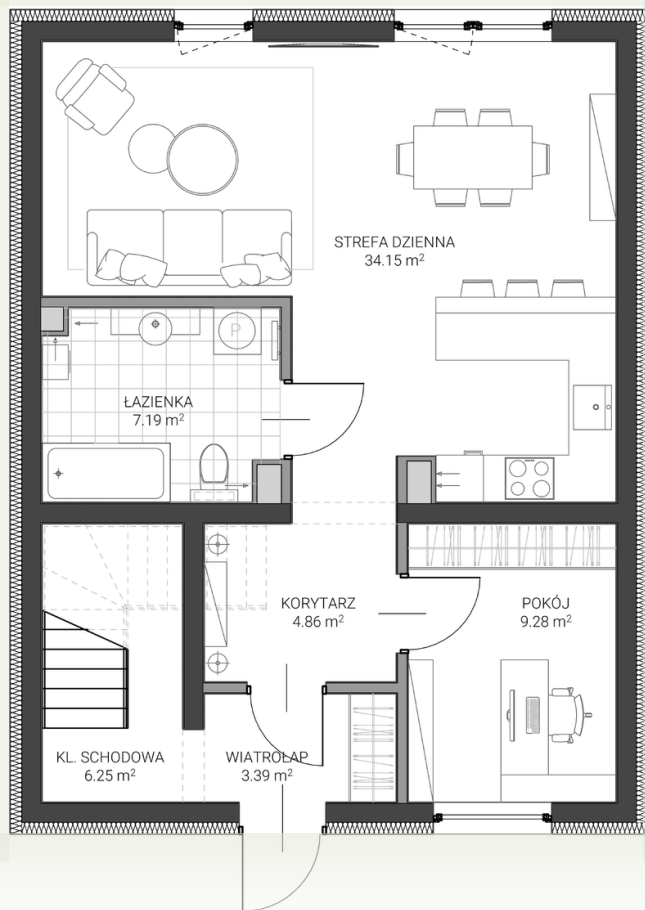 STREFA DZIENNA
34.15 m²
P
ŁAZIENKA
7.19 m²
KORYTARZ
4.86 m²
POKÓJ
9.28 m²
KL. SCHODOWA
6.25 m²
WIATROŁAP
3.39 m²